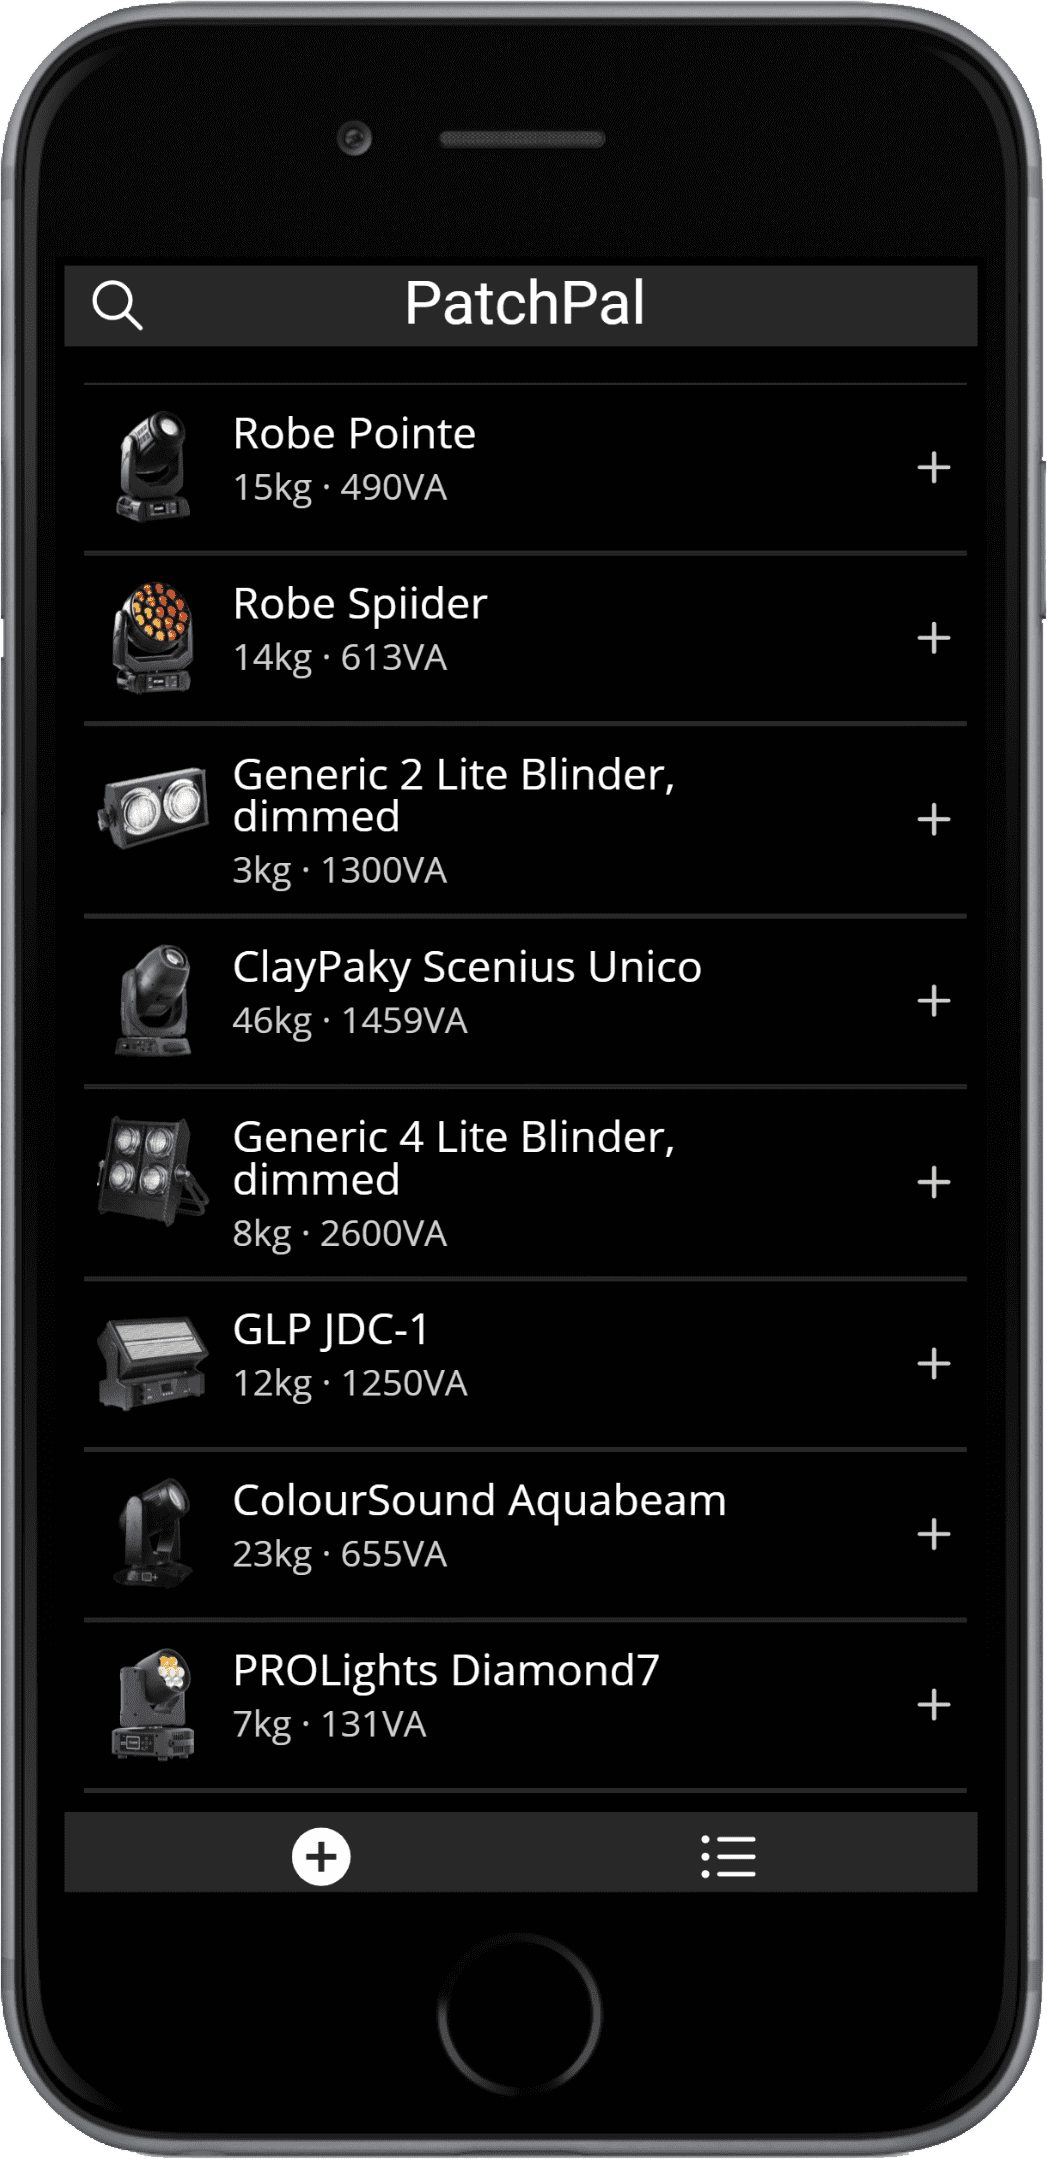 PatchPal
Robe Pointe
15kg · 490VA
Robe Spiider
14kg · 613VA
Generic 2 Lite Blinder,
dimmed
3kg · 1300VA
ClayPaky Scenius Unico
46kg · 1459VA
Generic 4 Lite Blinder,
dimmed
8kg · 2600VA
GLP JDC-1
12kg · 1250VA
ColourSound Aquabeam
23kg · 655VA
PROLights Diamond7
7kg · 131VA